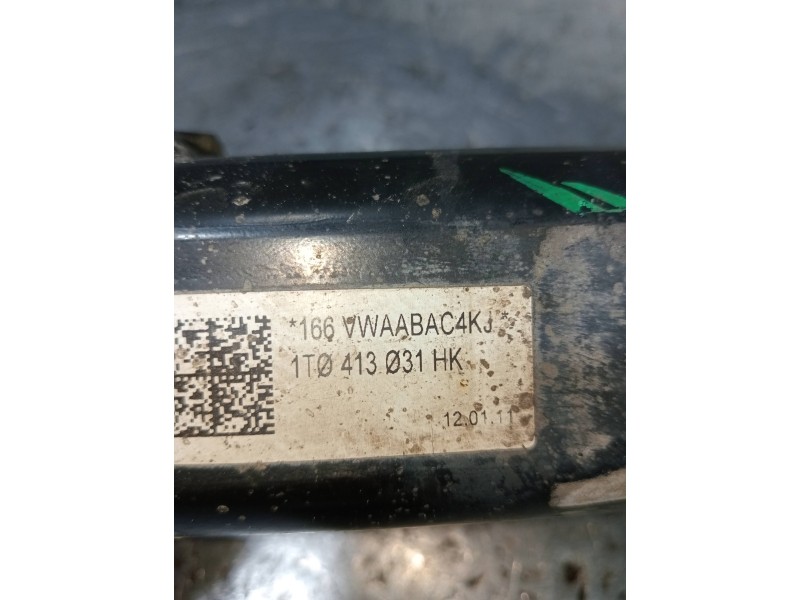 *166 VWAABAC4KJ *
1TØ 413 Ø31 HK
12.01.11